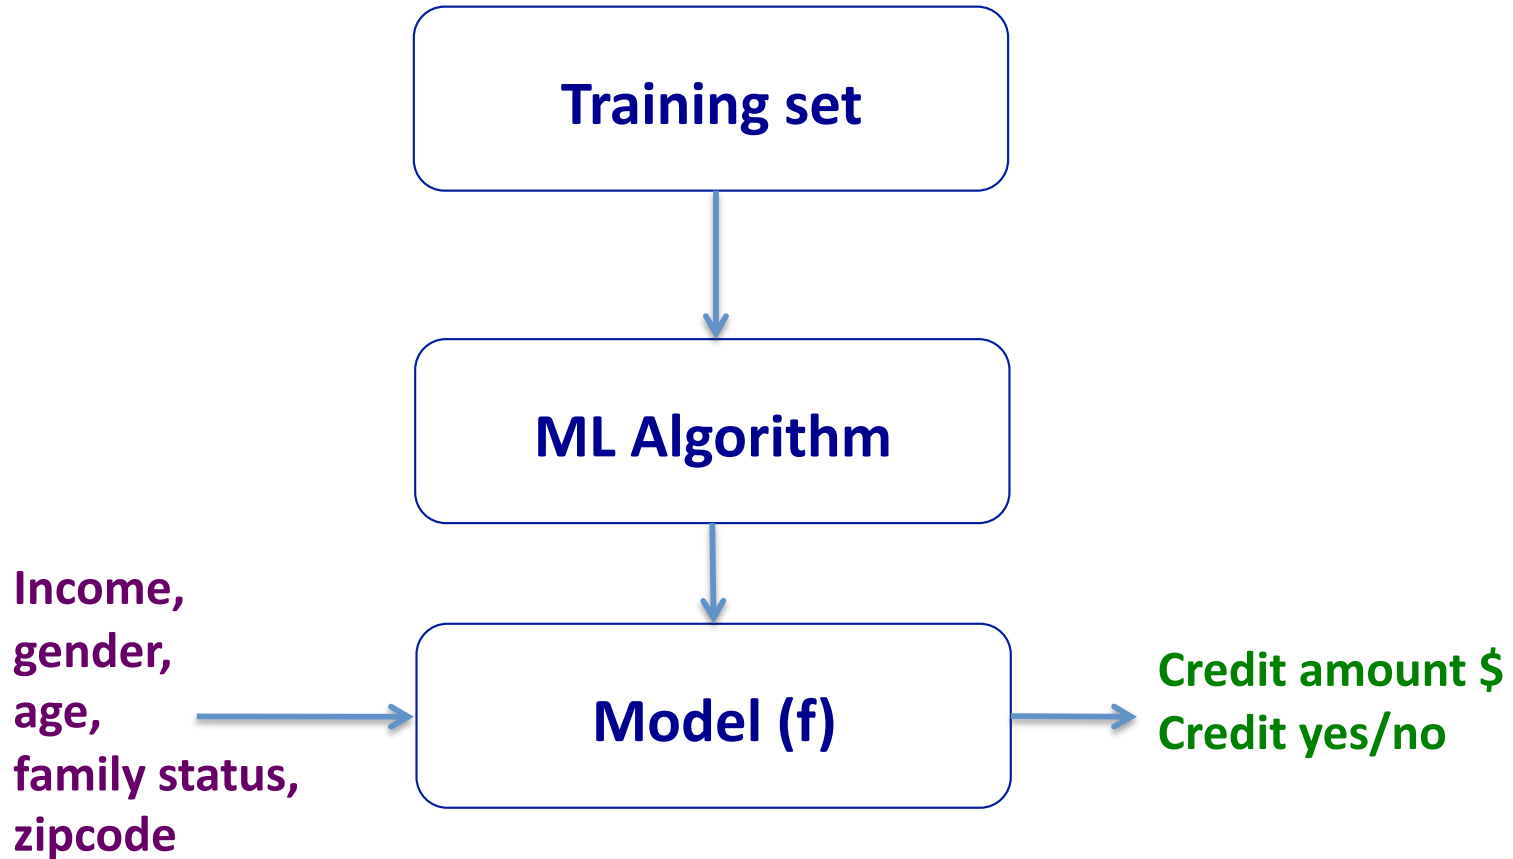 Training set
ML Algorithm
Income,
gender,
age,
family status,
zipcode
Model (f)
Credit amount $
Credit yes/no